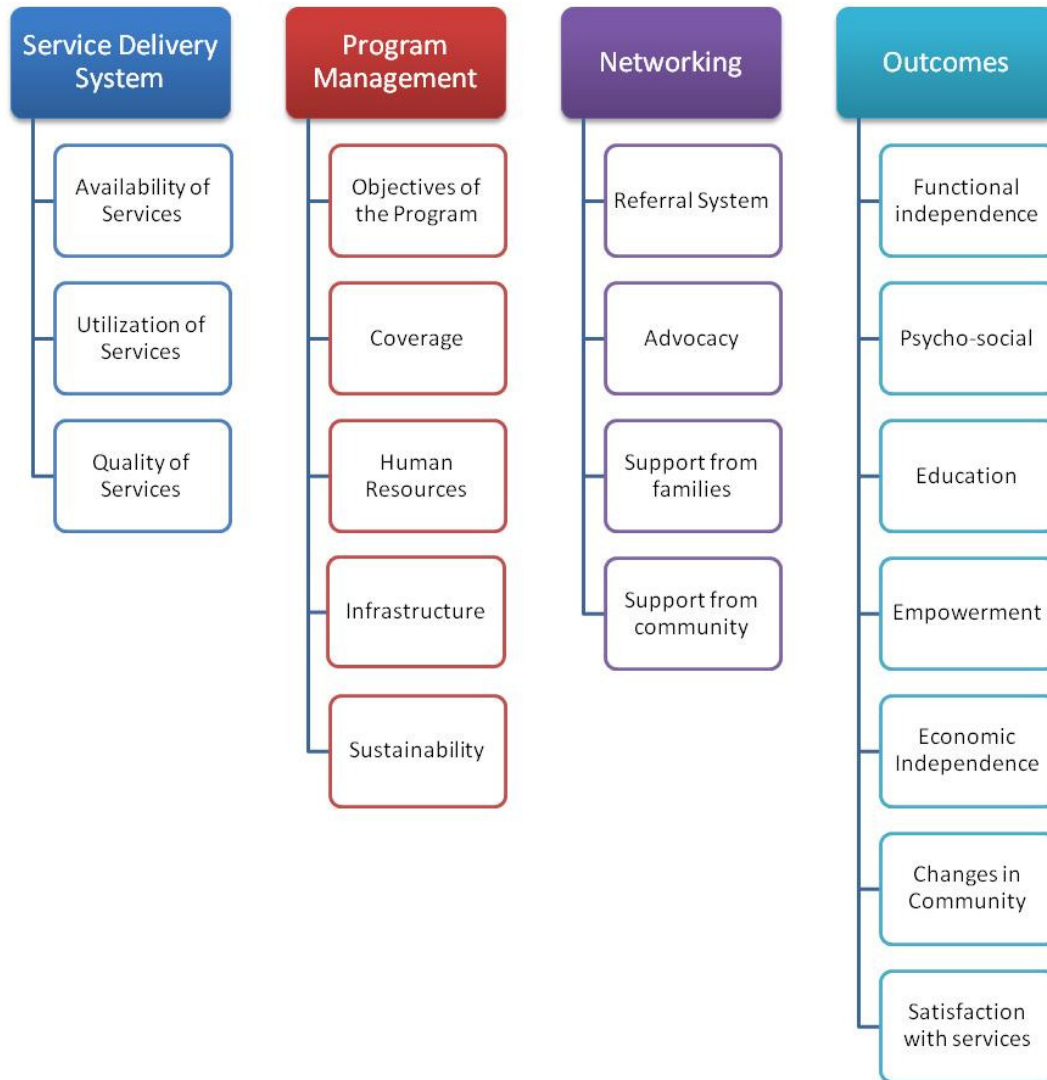 Service Delivery
System
Availability of
Services
Utilization of
Services
Quality of
Services
Program
Management
Objectives of
the Program
Coverage
Human
Resources
Infrastructure
Sustainability
Networking
Referral System
Advocacy
Support from
families
Support from
community
Outcomes
Functional
independence
Psycho-social
Education
Empowerment
Economic
Independence
Changes in
Community
Satisfaction
with services